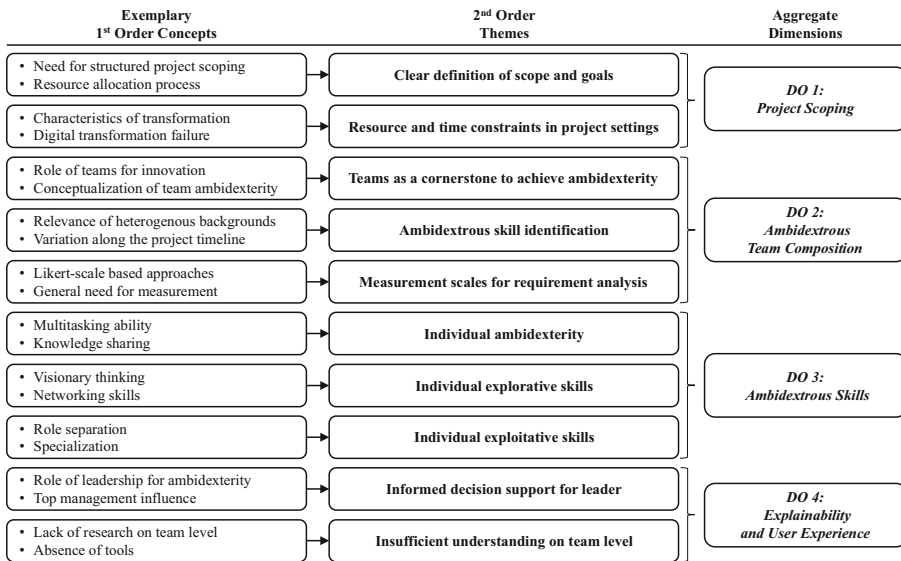 Exemplary
1st Order Concepts
2nd Order
Themes
Aggregate
Dimensions
• Need for structured project scoping
• Resource allocation process
Clear definition of scope and goals
• Characteristics of transformation
• Digital transformation failure
Resource and time constraints in project settings
DO 1:
Project Scoping
• Role of teams for innovation
• Conceptualization of team ambidexterity
Teams as a cornerstone to achieve ambidexterity
• Relevance of heterogenous backgrounds
• Variation along the project timeline
Ambidextrous skill identification
• Likert-scale based approaches
• General need for measurement
Measurement scales for requirement analysis
DO 2:
Ambidextrous
Team Composition
• Multitasking ability
• Knowledge sharing
Individual ambidexterity
• Visionary thinking
• Networking skills
Individual explorative skills
• Role separation
• Specialization
Individual exploitative skills
DO 3:
Ambidextrous Skills
• Role of leadership for ambidexterity
• Top management influence
Informed decision support for leader
• Lack of research on team level
• Absence of tools
Insufficient understanding on team level
DO 4:
Explainability
and User Experience